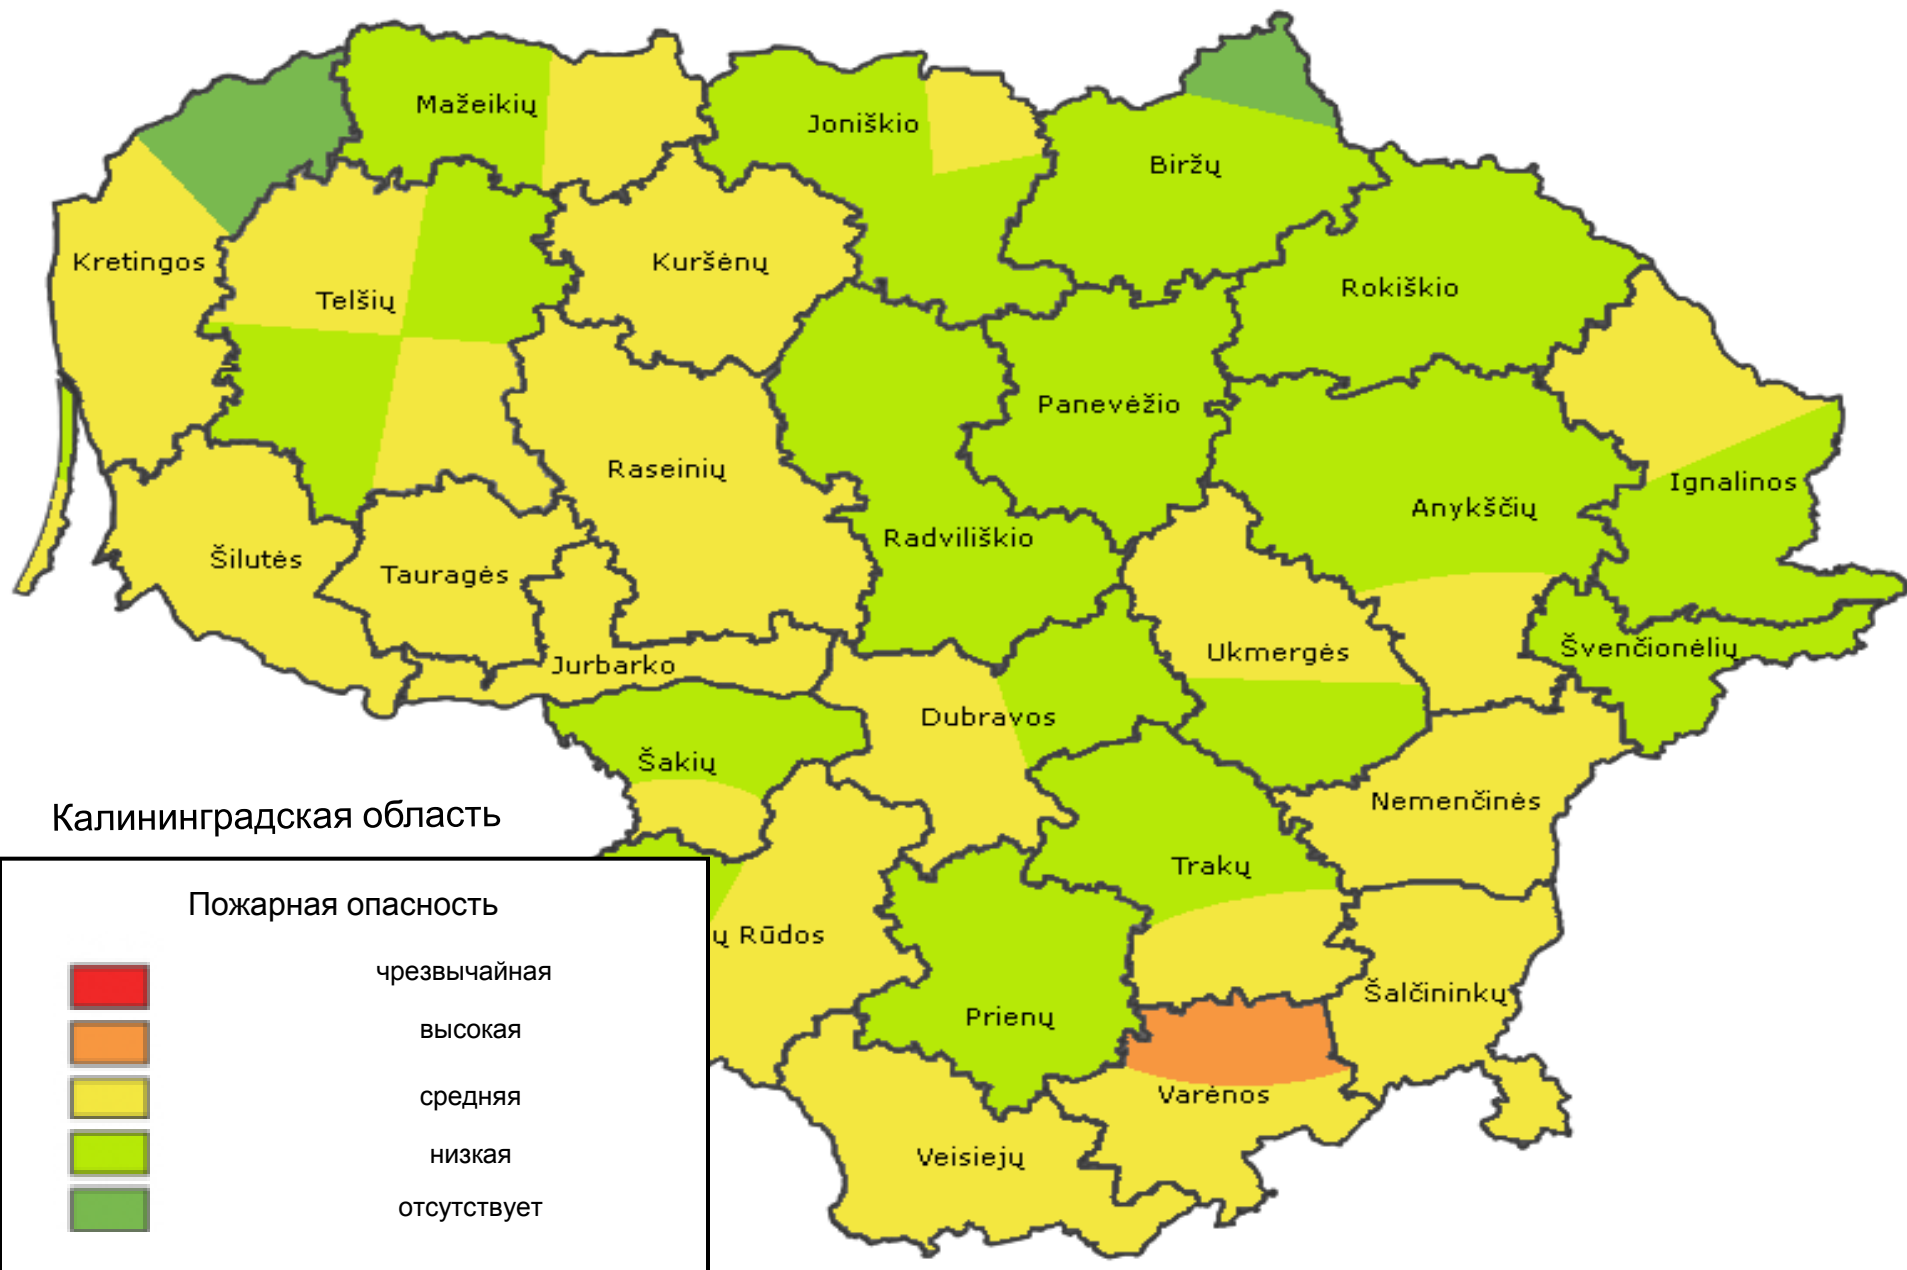 Mažeikių
Joniškio
Biržų
Kretingos
Telšių
Kuršėnų
Rokiškio
Panevėžio
Raseinių
Ignalinos
Anykščių
Radviliškio
Šilutės
Tauragės
Ukmergės
Švenčionėlių
Jurbarko
Dubravos
Šakių
Nemenčinės
Калининградская область
Trakų
Пожарная опасность
ų Rūdos
чрезвычайная
Šalčininkų
Prienų
высокая
средняя
Varėnos
низкая
Veisiejų
отсутствует